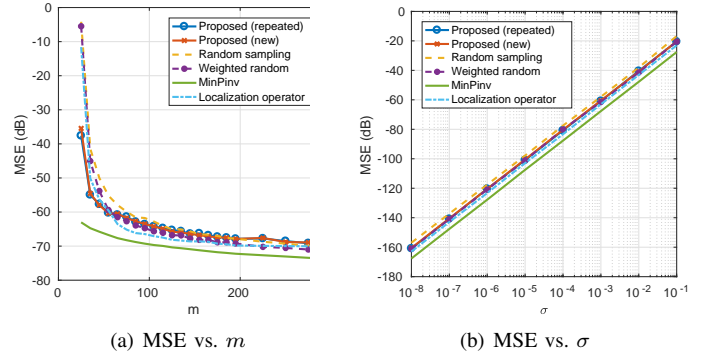 0
-10
-20
-30
-40
-50
-60
-70
-80
MSE (dB)
0 100 200
m
Proposed (repeated)
Proposed (new)
Random sampling
Weighted random
MinPinv
Localization operator
(a) MSE vs. m
-20
-40
-60
-80
-100
-120
-140
-160
-180
MSE (dB)
10-8 10-7 10-6 10-5 10-4 10-3 10-2 10-1
σ
Proposed (repeated)
Proposed (new)
Random sampling
Weighted random
MinPinv
Localization operator
(b) MSE vs. σ